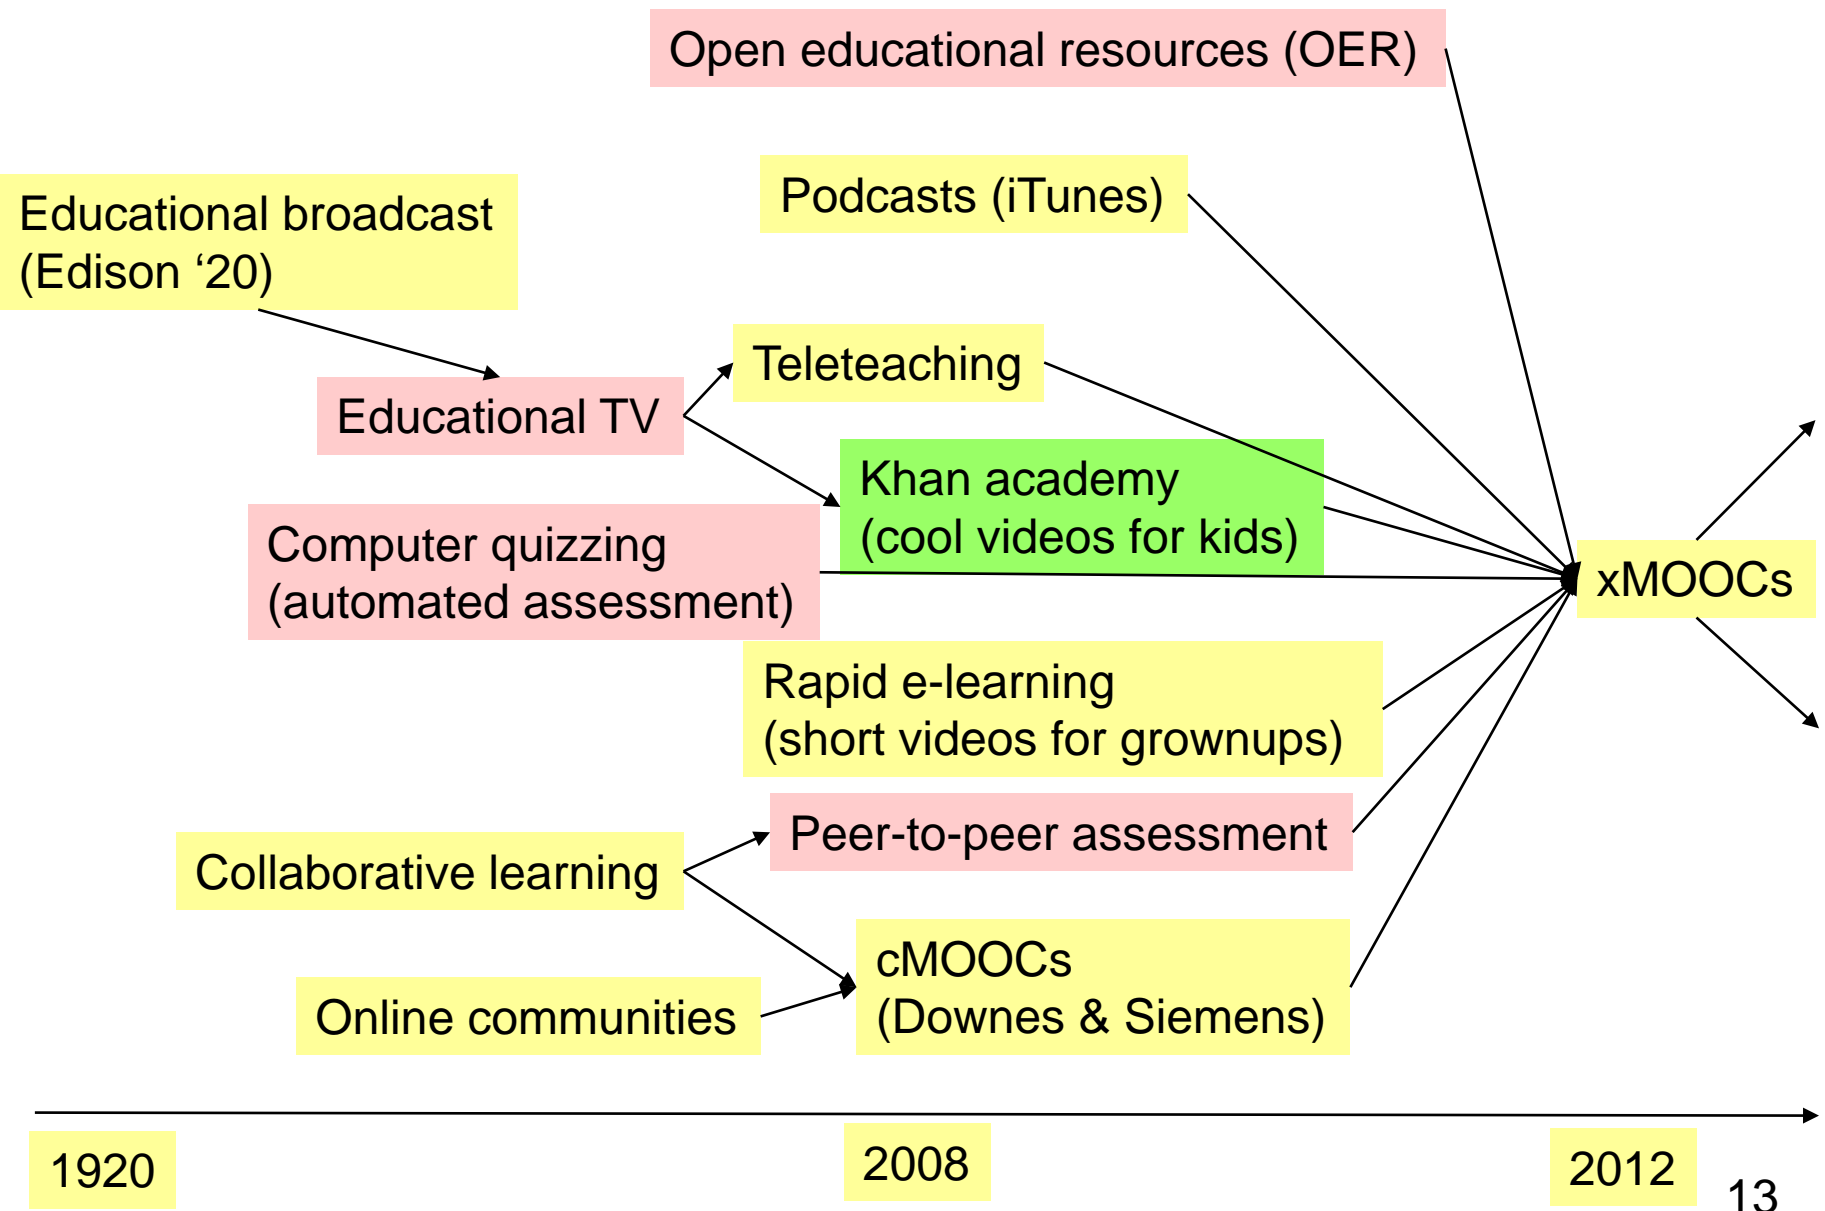 Open educational resources (OER)
Podcasts (iTunes)
Educational broadcast
(Edison ‘20)
Teleteaching
Educational TV
Khan academy
(cool videos for kids)
Computer quizzing
(automated assessment)
xMOOCs
Rapid e-learning
(short videos for grownups)
Peer-to-peer assessment
Collaborative learning
cMOOCs
(Downes & Siemens)
Online communities
1920
2008
2012
13